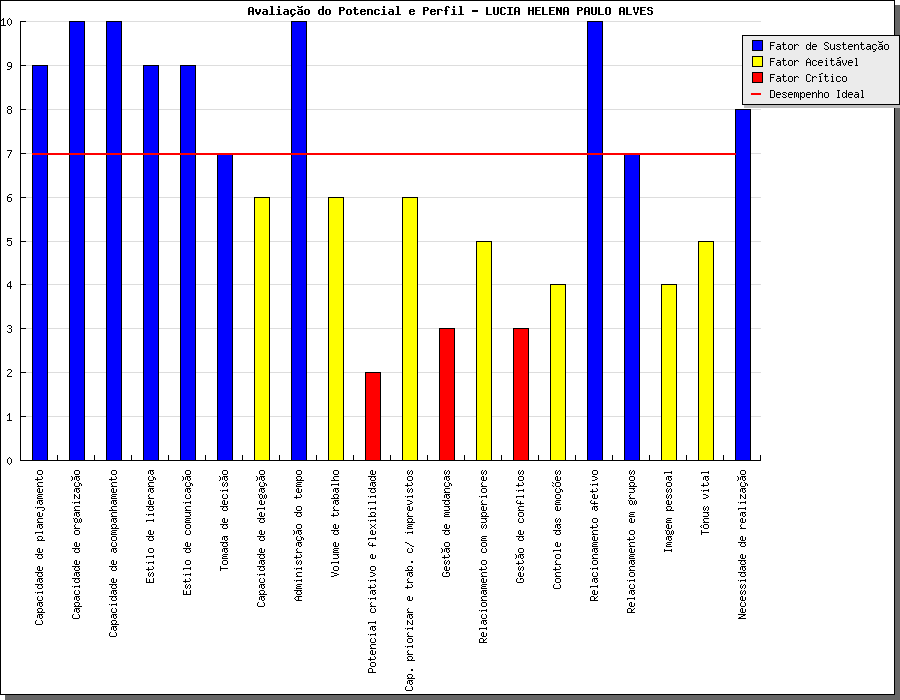 Avaliação do Potencial e Perfil - LUCIA HELENA PAULO ALVES
Fator de Sustentação
Fator Aceitável
Fator Crítico
Desempenho Ideal
10
9
8
7
6
5
4
3
2
1
0
Capacidade de planejamento
Capacidade de organização
Capacidade de acompanhamento
Estilo de liderança
Estilo de comunicação
Tomada de decisão
Capacidade de delegação
Administração do tempo
Volume de trabalho
Potencial criativo e flexibilidade
Cap. priorizar e trab. c/ imprevistos
Gestão de mudanças
Relacionamento com superiores
Gestão de conflitos
Controle das emoções
Relacionamento afetivo
Relacionamento em grupos
Imagem pessoal
Tônus vital
Necessidade de realização